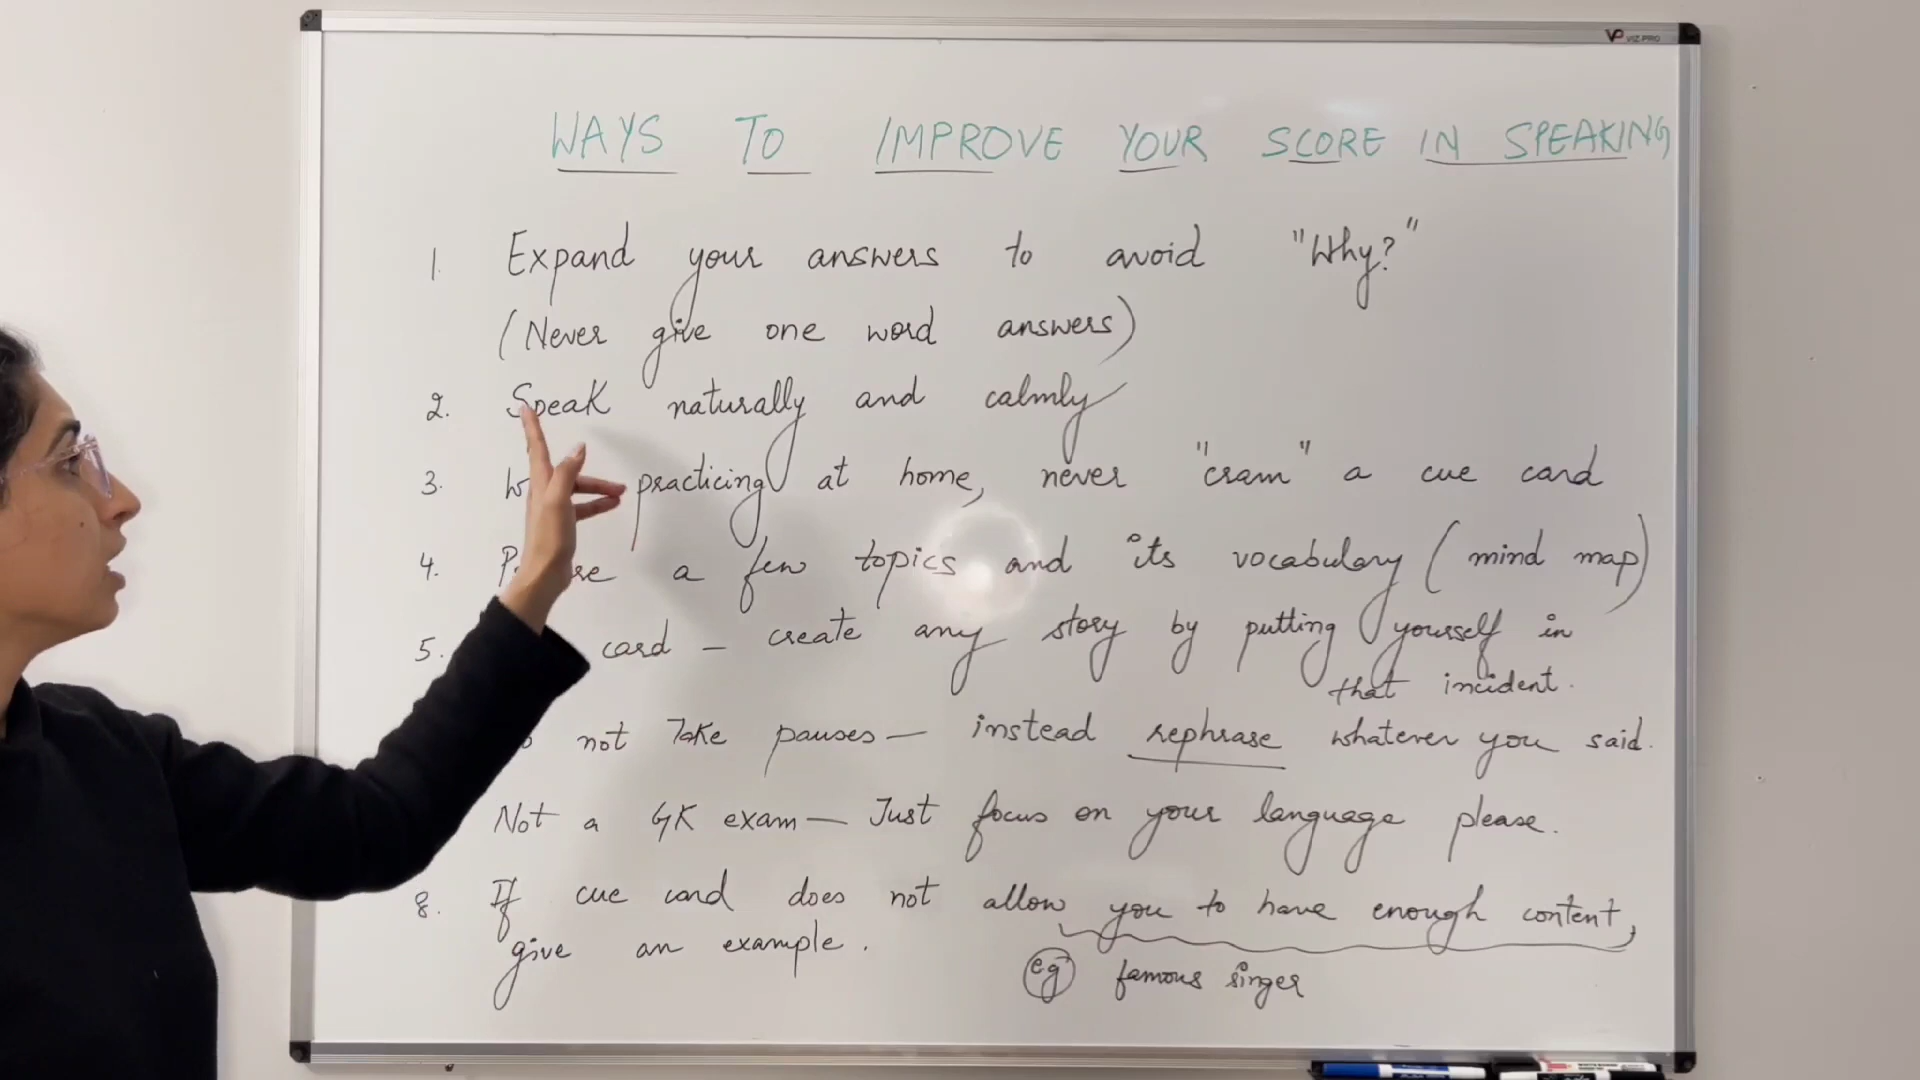 VIZ-PRO
WAYS TO IMPROVE YOUR SCORE IN SPEAKING
1. Expand your answers to avoid "Why?"
(Never give one word answers)
2. Speak naturally and calmly
3. practicing at home, never "cram" a cue card
4. a few topics and its vocabulary (mind map)
5. card - create any story by putting yourself in
that incident.
not Take pauses - instead rephrase whatever you said.
Not a GK exam - Just focus on your language please.
8. If cue card does not allow you to have enough content,
give an example.
eg famous singer